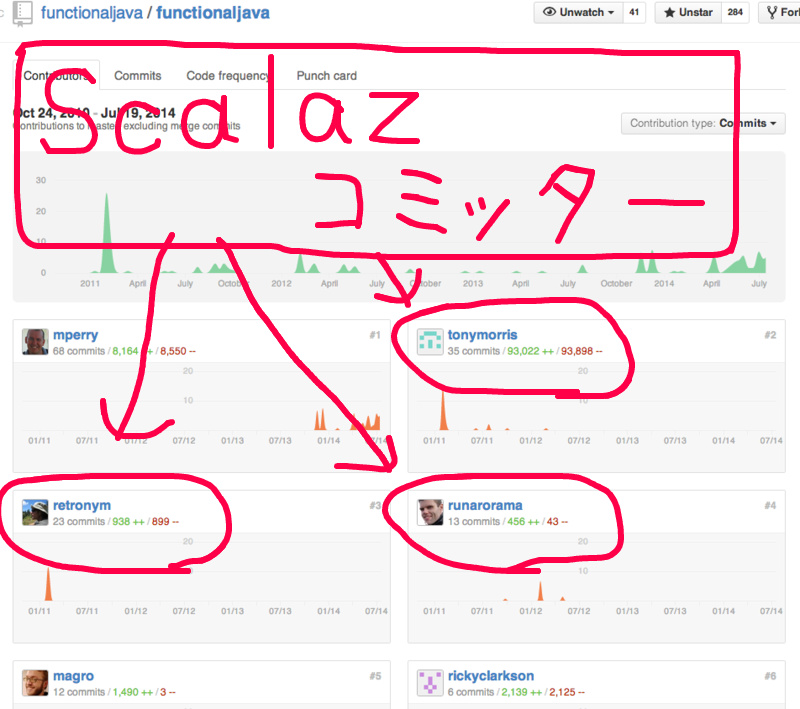 functionaljava / functionaljava
Unwatch 41 Unstar 284 Fork
Contributors Commits Code frequency Punch card
Oct 24, 2010 - Jul 19, 2014
Contributions to master, excluding merge commits
Contribution type: Commits
Scalaz
コミッター
30
20
10
0
2011 April July October 2012 April July October 2013 April July October 2014 April July
mperry #1
68 commits / 8,164 ++ / 8,550 --
20
10
01/11 07/11 01/12 07/12 01/13 07/13 01/14 07/14
tonymorris #2
35 commits / 93,022 ++ / 93,898 --
20
10
01/11 07/11 01/12 07/12 01/13 07/13 01/14 07/14
retronym #3
23 commits / 938 ++ / 899 --
20
01/11 07/11 01/12 07/12 01/13 07/13 01/14 07/14
runarorama #4
13 commits / 456 ++ / 43 --
20
10
01/11 07/11 01/12 07/12 01/13 07/13 01/14 07/14
magro #5
12 commits / 1,490 ++ / 3 --
rickyclarkson #6
6 commits / 2,139 ++ / 2,125 --